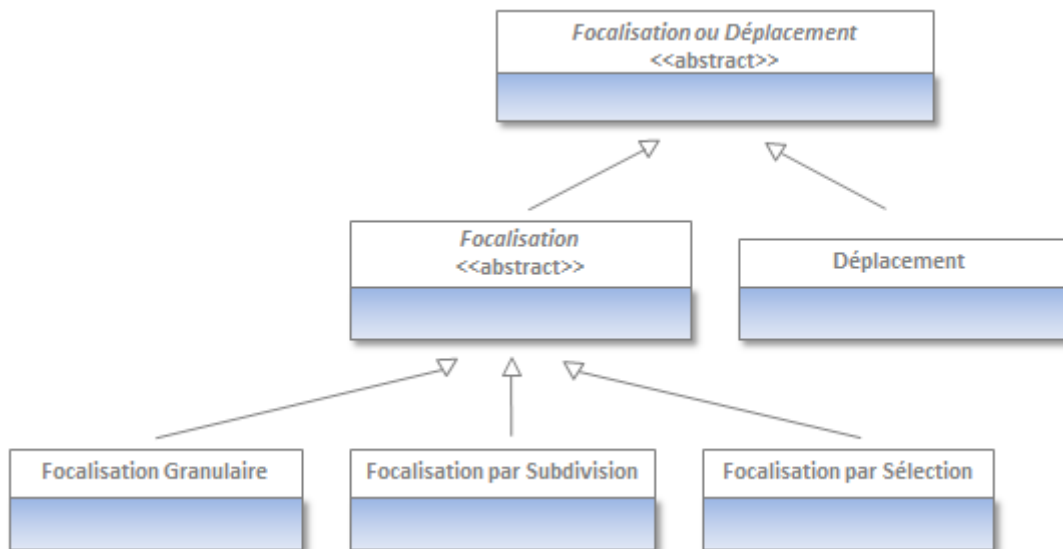 Focalisation ou Déplacement
<<abstract>>
Focalisation
<<abstract>>
Déplacement
Focalisation Granulaire
Focalisation par Subdivision
Focalisation par Sélection